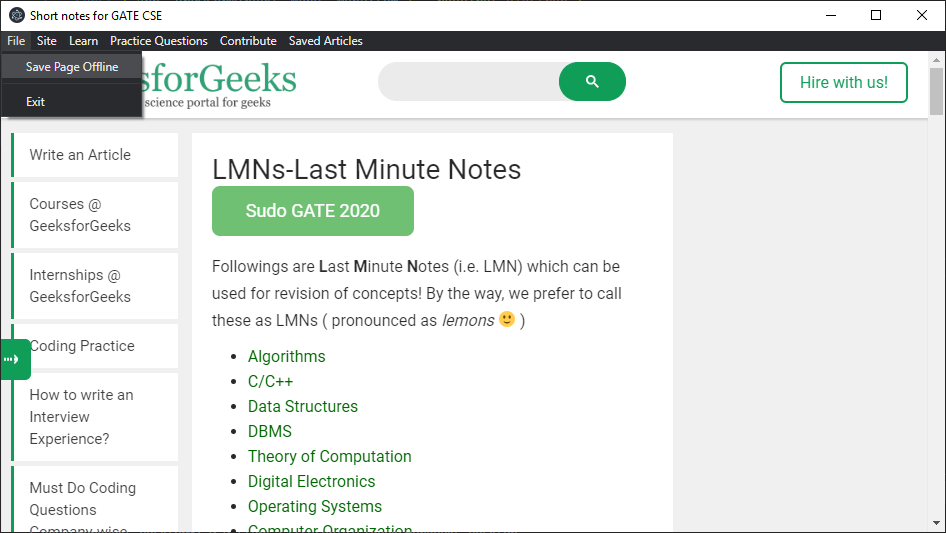 Short notes for GATE CSE
File Site Learn Practice Questions Contribute Saved Articles
Save Page Offline
Exit
sforGeeks
science portal for geeks
Hire with us!
Write an Article
Courses @
GeeksforGeeks
Internships @
GeeksforGeeks
Coding Practice
How to write an
Interview
Experience?
Must Do Coding
Questions
Company-wise
LMNs-Last Minute Notes
Sudo GATE 2020
Followings are Last Minute Notes (i.e. LMN) which can be
used for revision of concepts! By the way, we prefer to call
these as LMNs ( pronounced as lemons 🙂 )
Algorithms
C/C++
Data Structures
DBMS
Theory of Computation
Digital Electronics
Operating Systems
Computer Organization